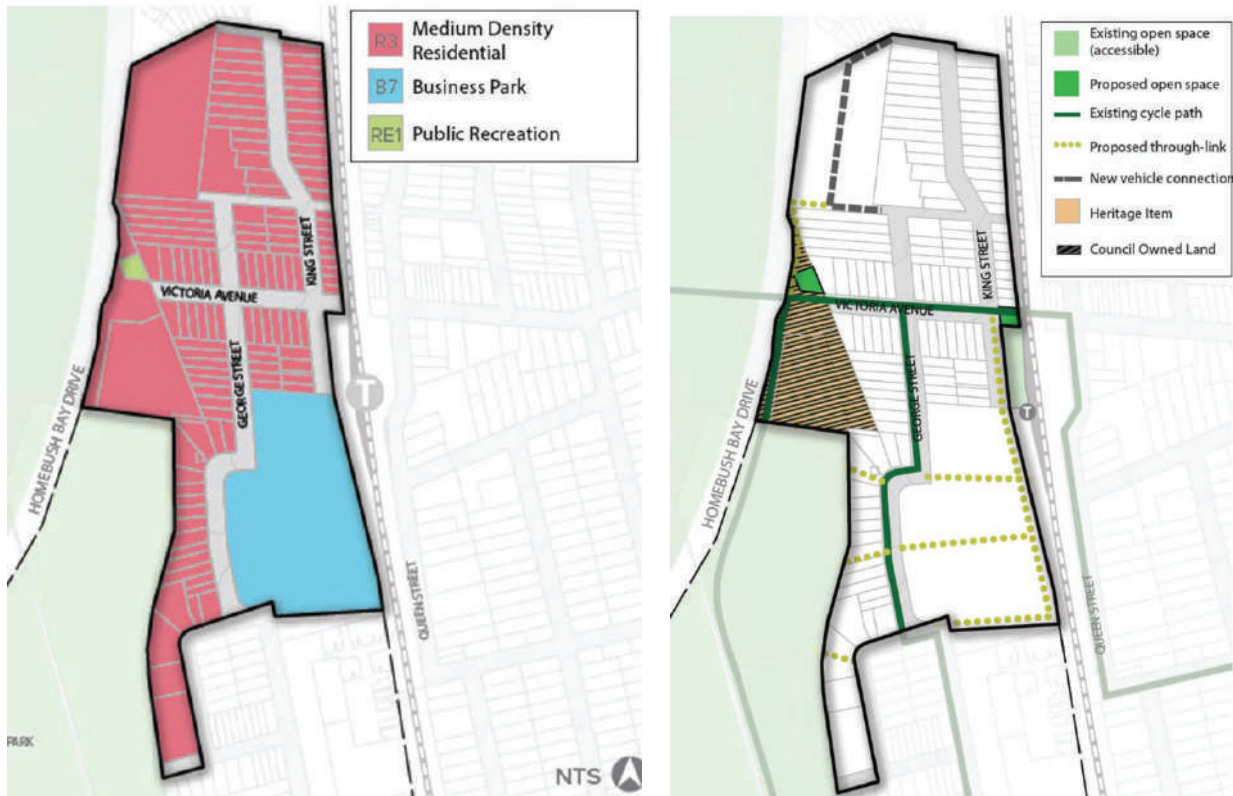 R3 Medium Density
Residential
B7 Business Park
RE1 Public Recreation
KING STREET
VICTORIA AVENUE
GEORGE STREET
T
HOMEBUSH BAY DRIVE
QUEEN STREET
PARK
NTS
Existing open space
(accessible)
Proposed open space
Existing cycle path
Proposed through-link
New vehicle connection
Heritage Item
Council Owned Land
KING STREET
VICTORIA AVENUE
GEORGE STREET
T
HOMEBUSH BAY DRIVE
QUEEN STREET